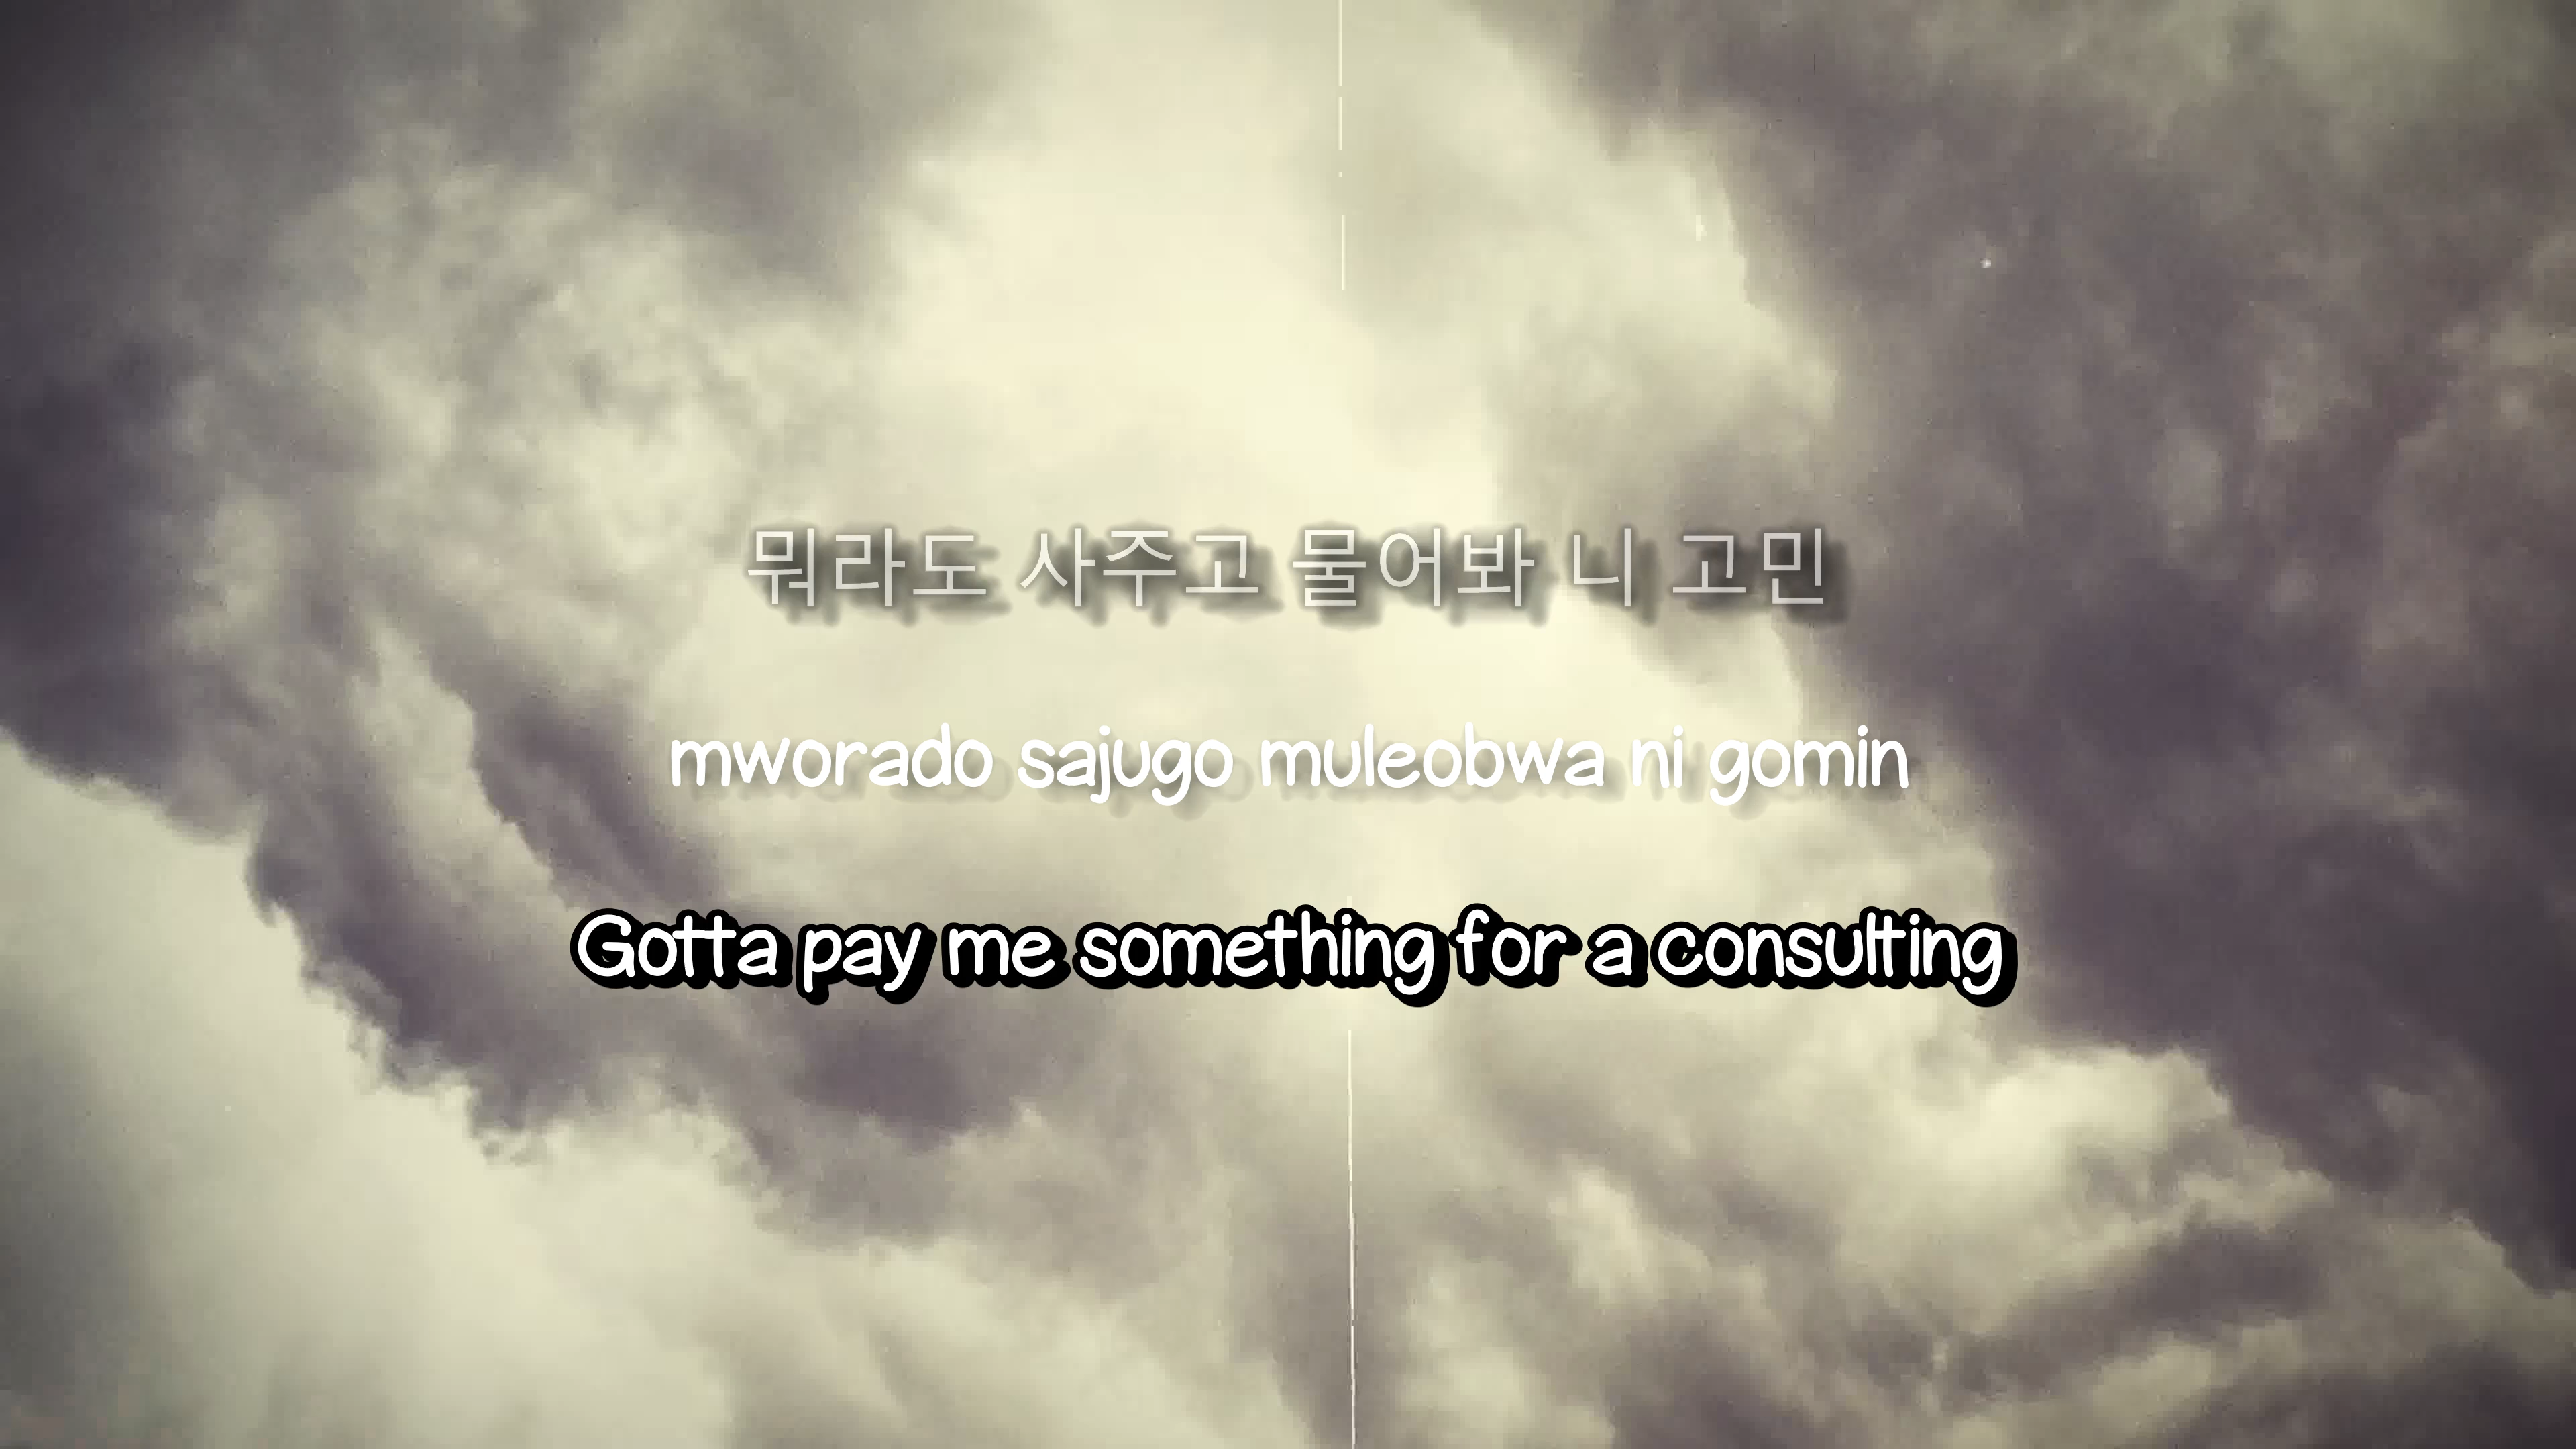 뭐라도 사주고 물어봐 니 고민
mworado sajugo muleobwa ni gomin
Gotta pay me something for a consulting